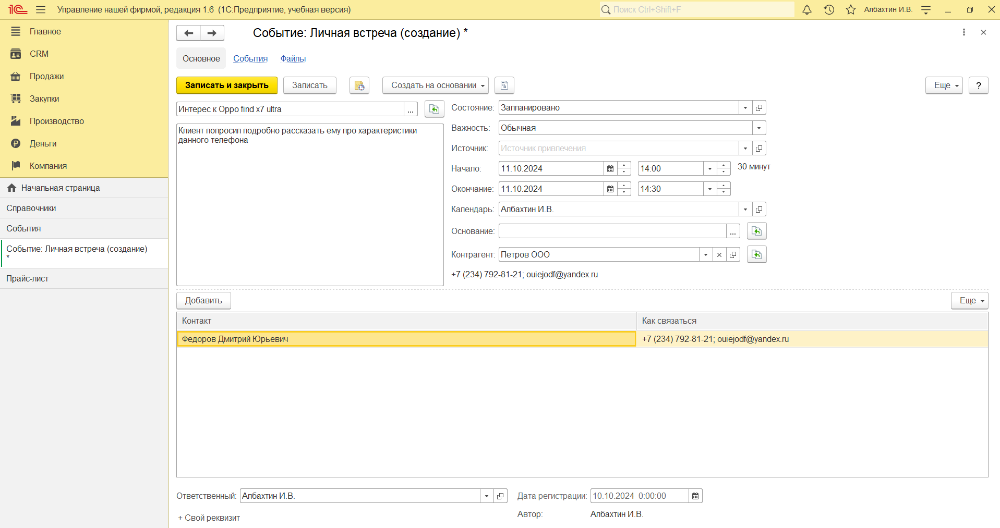 1С Управление нашей фирмой, редакция 1.6 (1С:Предприятие, учебная версия) Поиск Ctrl+Shift+F Албахтин И.В.
Главное
CRM
Продажи
Закупки
Производство
Деньги
Компания
Начальная страница
Справочники
События
Событие: Личная встреча (создание)
*
Прайс-лист
Событие: Личная встреча (создание) *
Основное События Файлы
Записать и закрыть Записать Создать на основании Еще ?
Интерес к Oppo find x7 ultra ...
Клиент попросил подробно рассказать ему про характеристики
данного телефона
Состояние: Запланировано
Важность: Обычная
Источник: Источник привлечения
Начало: 11.10.2024 14:00 30 минут
Окончание: 11.10.2024 14:30
Календарь: Албахтин И.В.
Основание: ...
Контрагент: Петров ООО
+7 (234) 792-81-21; ouiejodf@yandex.ru
Добавить Еще
Контакт Как связаться
Федоров Дмитрий Юрьевич +7 (234) 792-81-21; ouiejodf@yandex.ru
Ответственный: Албахтин И.В. Дата регистрации: 10.10.2024 0:00:00
+ Свой реквизит Автор: Албахтин И.В.